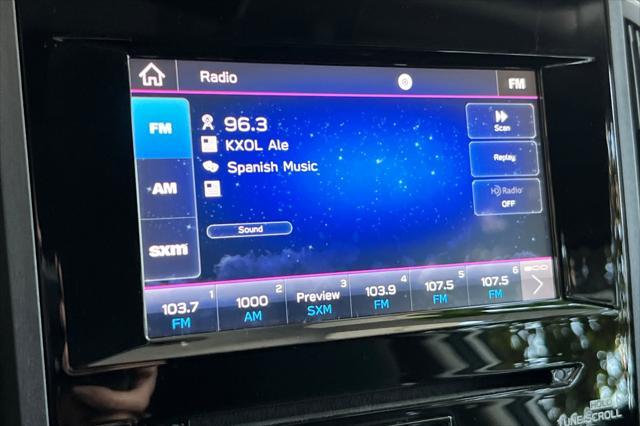 Radio
FM
FM
96.3
KXOL Ale
Spanish Music
Scan
Replay
HD Radio
OFF
AM
sxm
Sound
103.7 1
FM
1000 2
AM
Preview 3
SXM
103.9 4
FM
107.5 5
FM
107.5 6
FM
HOLD
TUNE/SCROLL